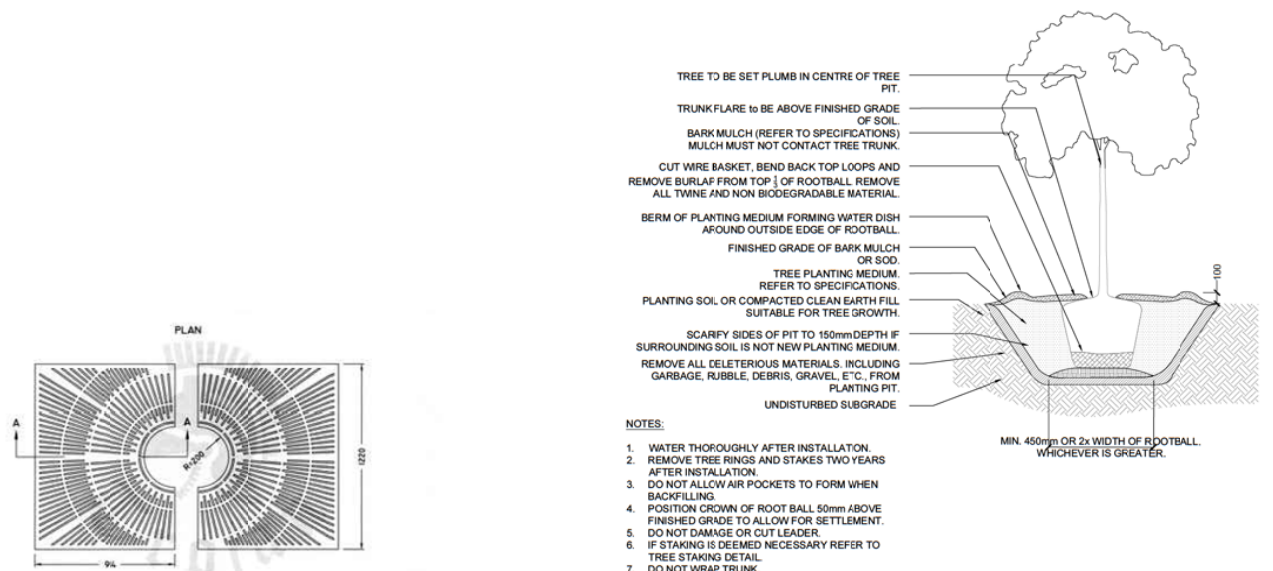 PLAN
A
A
R=200
1220
TREE TO BE SET PLUMB IN CENTRE OF TREE
PIT.
TRUNK FLARE to BE ABOVE FINISHED GRADE
OF SOIL.
BARK MULCH (REFER TO SPECIFICATIONS)
MULCH MUST NOT CONTACT TREE TRUNK.
CUT WIRE BASKET, BEND BACK TOP LOOPS AND
REMOVE BURLAP FROM TOP ⅓ OF ROOTBALL. REMOVE
ALL TWINE AND NON BIODEGRADABLE MATERIAL.
BERM OF PLANTING MEDIUM FORMING WATER DISH
AROUND OUTSIDE EDGE OF ROOTBALL.
FINISHED GRADE OF BARK MULCH
OR SOD.
TREE PLANTING MEDIUM.
REFER TO SPECIFICATIONS.
PLANTING SOIL OR COMPACTED CLEAN EARTH FILL
SUITABLE FOR TREE GROWTH.
SCARIFY SIDES OF PIT TO 150mm DEPTH IF
SURROUNDING SOIL IS NOT NEW PLANTING MEDIUM.
REMOVE ALL DELETERIOUS MATERIALS. INCLUDING
GARBAGE, RUBBLE, DEBRIS, GRAVEL, ETC., FROM
PLANTING PIT.
UNDISTURBED SUBGRADE
100
MIN. 450mm OR 2x WIDTH OF ROOTBALL.
WHICHEVER IS GREATER.
NOTES:
1. WATER THOROUGHLY AFTER INSTALLATION.
2. REMOVE TREE RINGS AND STAKES TWO YEARS
AFTER INSTALLATION.
3. DO NOT ALLOW AIR POCKETS TO FORM WHEN
BACKFILLING.
4. POSITION CROWN OF ROOT BALL 50mm ABOVE
FINISHED GRADE TO ALLOW FOR SETTLEMENT.
5. DO NOT DAMAGE OR CUT LEADER.
6. IF STAKING IS DEEMED NECESSARY REFER TO
TREE STAKING DETAIL.
7. DO NOT WRAP TRUNK.